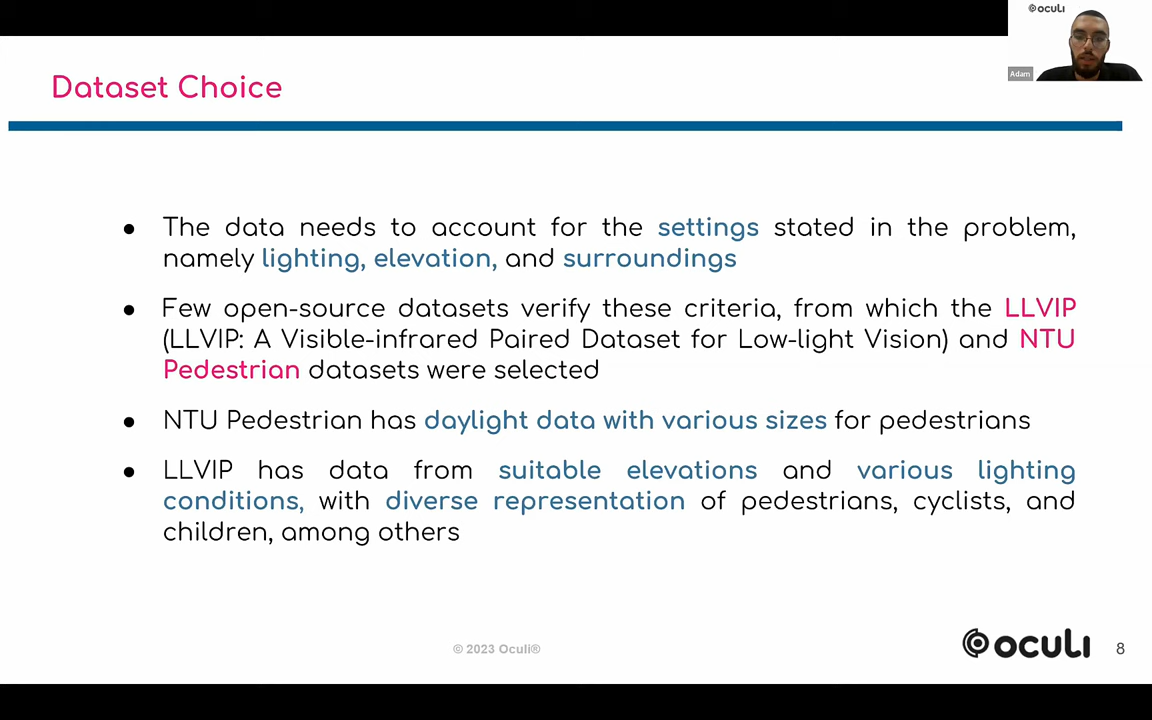 oculi
Adam
Dataset Choice
● The data needs to account for the settings stated in the problem,
namely lighting, elevation, and surroundings
● Few open-source datasets verify these criteria, from which the LLVIP
(LLVIP: A Visible-infrared Paired Dataset for Low-light Vision) and NTU
Pedestrian datasets were selected
● NTU Pedestrian has daylight data with various sizes for pedestrians
● LLVIP has data from suitable elevations and various lighting
conditions, with diverse representation of pedestrians, cyclists, and
children, among others
© 2023 Oculi®
oculi
8